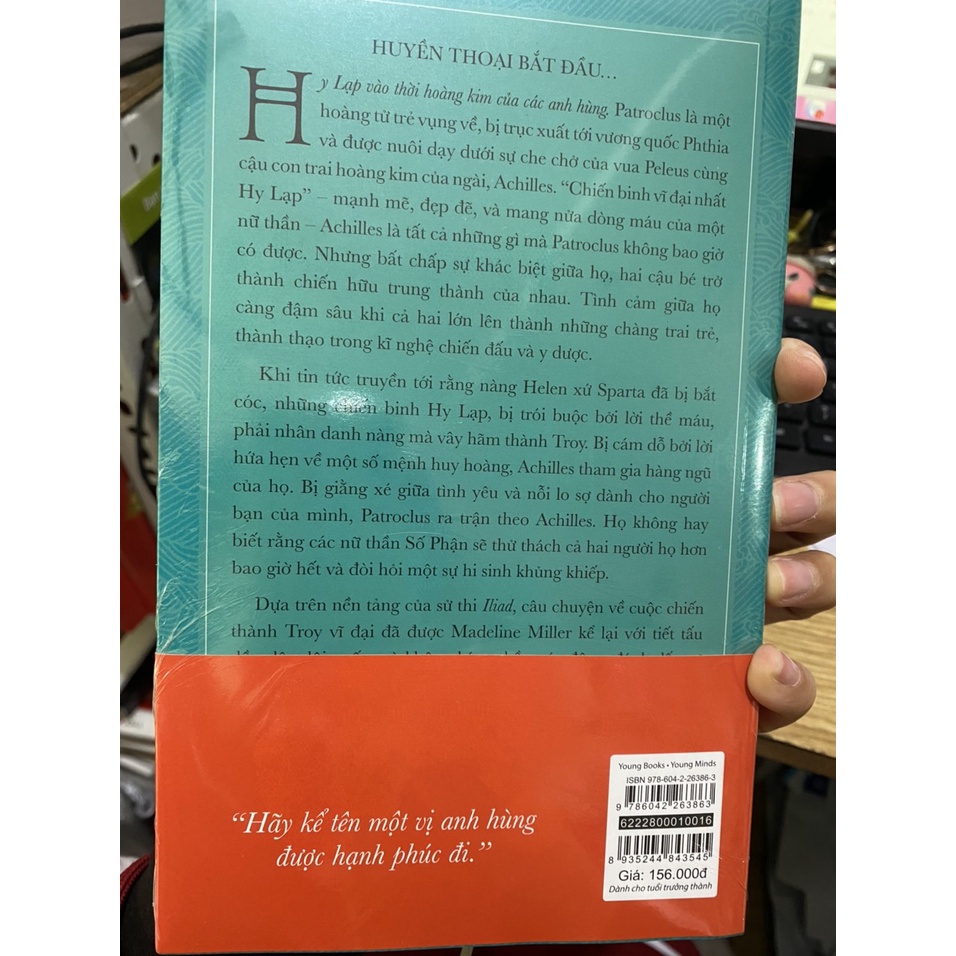 HUYỀN THOẠI BẮT ĐẦU...
Hy Lạp vào thời hoàng kim của các anh hùng. Patroclus là một
hoàng tử trẻ vụng về, bị trục xuất tới vương quốc Phthia
và được nuôi dạy dưới sự che chở của vua Peleus cùng
cậu con trai hoàng kim của ngài, Achilles. “Chiến binh vĩ đại nhất
Hy Lạp” – mạnh mẽ, đẹp đẽ, và mang nửa dòng máu của một
nữ thần – Achilles là tất cả những gì mà Patroclus không bao giờ
có được. Nhưng bất chấp sự khác biệt giữa họ, hai cậu bé trở
thành chiến hữu trung thành của nhau. Tình cảm giữa họ
càng đậm sâu khi cả hai lớn lên thành những chàng trai trẻ,
thành thạo trong kĩ nghệ chiến đấu và y dược.
Khi tin tức truyền tới rằng nàng Helen xứ Sparta đã bị bắt
cóc, những chiến binh Hy Lạp, bị trói buộc bởi lời thề máu,
phải nhân danh nàng mà vây hãm thành Troy. Bị cám dỗ bởi lời
hứa hẹn về một số mệnh huy hoàng, Achilles tham gia hàng ngũ
của họ. Bị giằng xé giữa tình yêu và nỗi lo sợ dành cho người
bạn của mình, Patroclus ra trận theo Achilles. Họ không hay
biết rằng các nữ thần Số Phận sẽ thử thách cả hai người họ hơn
bao giờ hết và đòi hỏi một sự hi sinh khủng khiếp.
Dựa trên nền tảng của sử thi Iliad, câu chuyện về cuộc chiến
thành Troy vĩ đại đã được Madeline Miller kể lại với tiết tấu
“Hãy kể tên một vị anh hùng
được hạnh phúc đi.”
Young Books • Young Minds
ISBN 978-604-2-26386-3
9 786042 263863
6222800010016
8 935244 843545
Giá: 156.000đ
Dành cho tuổi trưởng thành